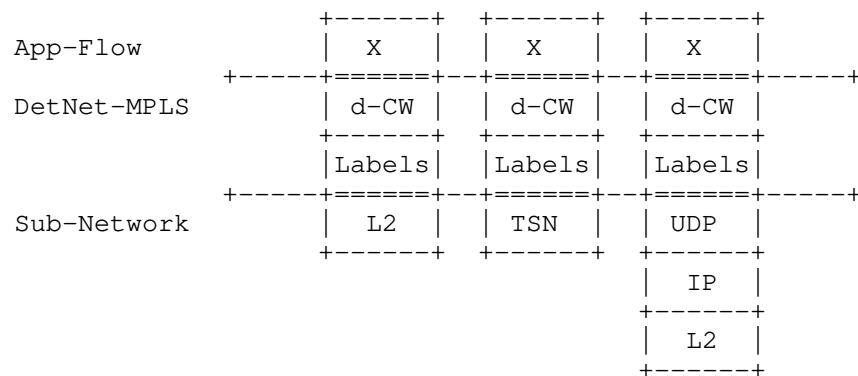 +------+  +------+  +------+
App-Flow            |  X   |  |  X   |  |  X   |
              +-----+======+--+======+--+======+-----+
DetNet-MPLS         | d-CW |  | d-CW |  | d-CW |
                    +------+  +------+  +------+
                    |Labels|  |Labels|  |Labels|
              +-----+======+--+======+--+======+-----+
Sub-Network         |  L2  |  | TSN  |  | UDP  |
                    +------+  +------+  +------+
                                        |  IP  |
                                        +------+
                                        |  L2  |
                                        +------+